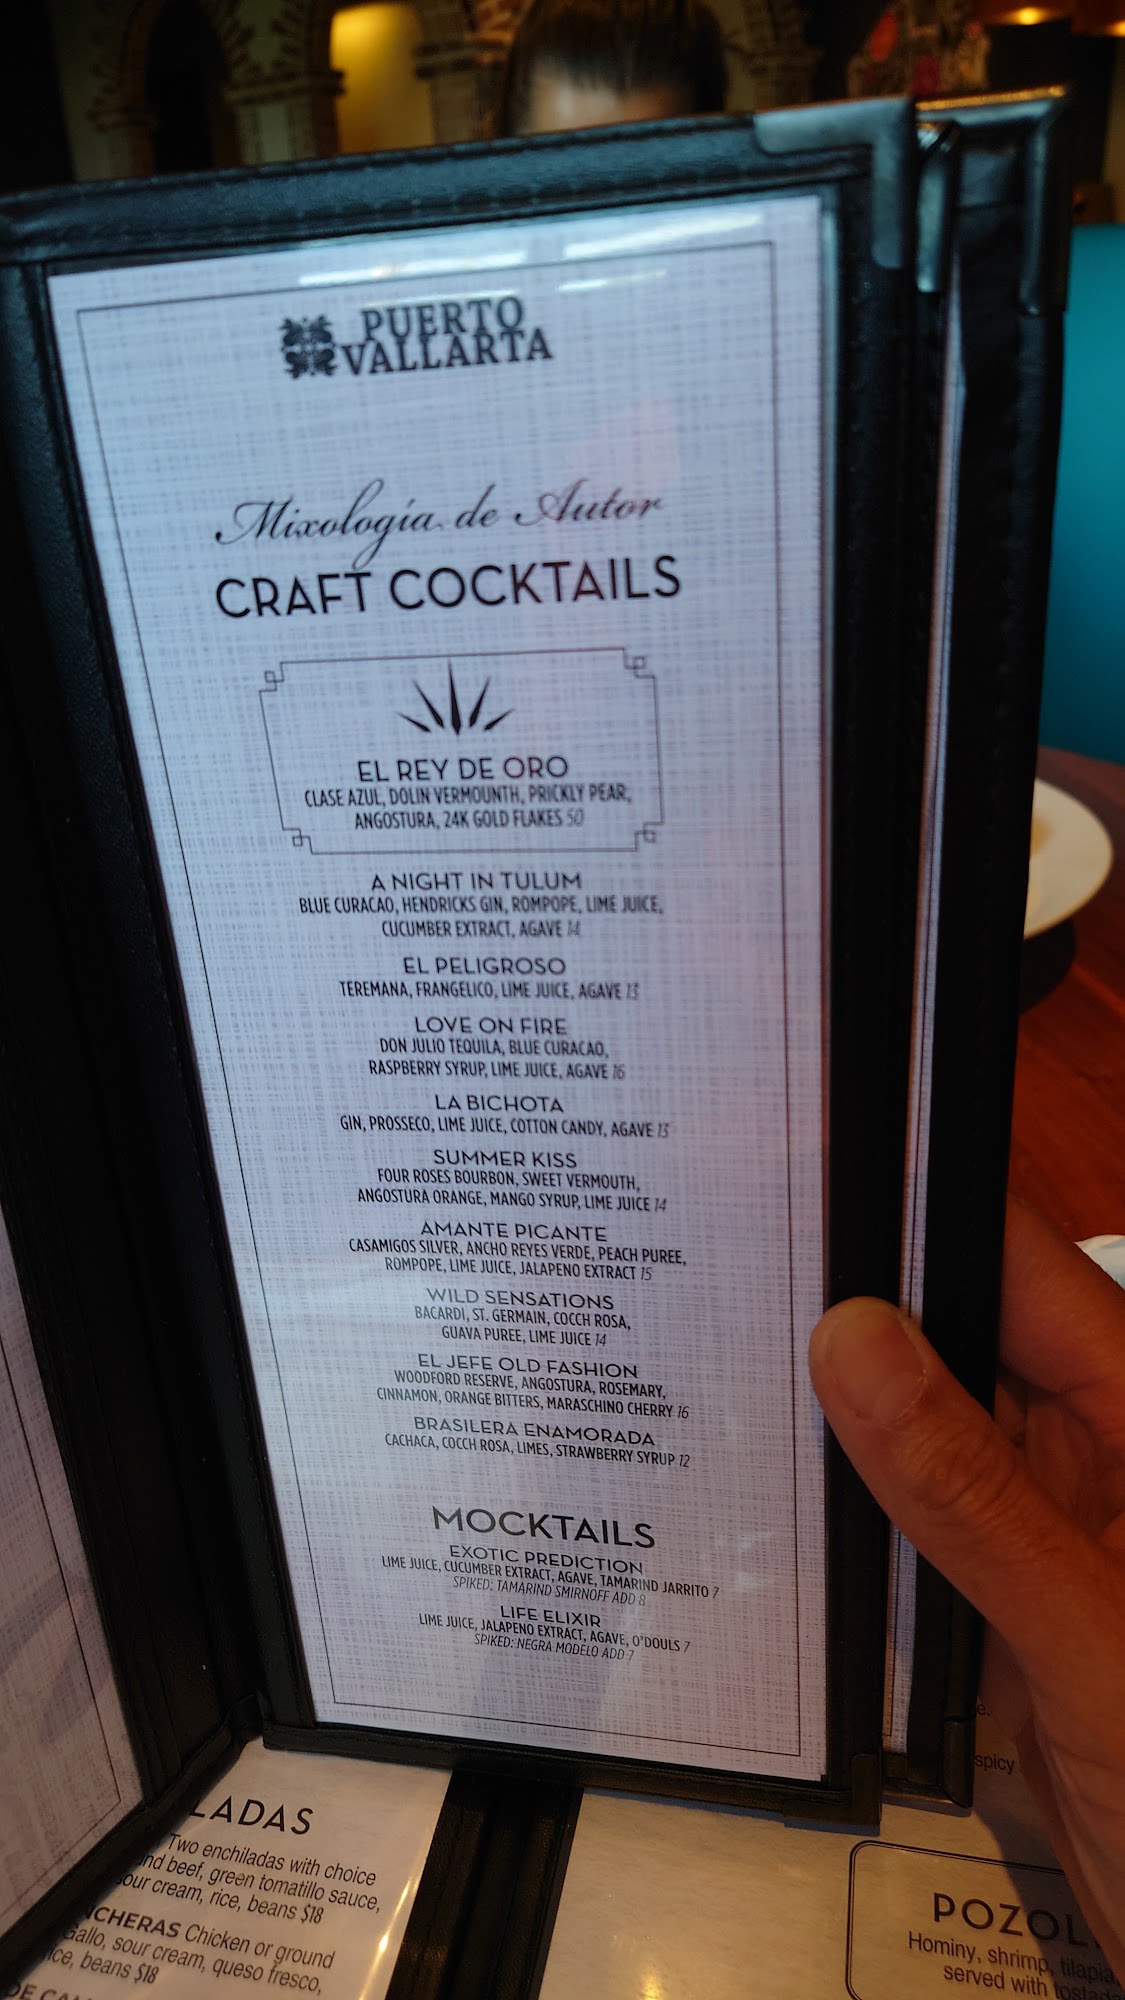 PUERTO
VALLARTA
Mixología de Autor
CRAFT COCKTAILS
EL REY DE ORO
CLASE AZUL, DOLIN VERMOUNTH, PRICKLY PEAR,
ANGOSTURA, 24K GOLD FLAKES 50
A NIGHT IN TULUM
BLUE CURACAO, HENDRICKS GIN, ROMPOPE, LIME JUICE,
CUCUMBER EXTRACT, AGAVE 14
EL PELIGROSO
TEREMANA, FRANGELICO, LIME JUICE, AGAVE 13
LOVE ON FIRE
DON JULIO TEQUILA, BLUE CURACAO,
RASPBERRY SYRUP, LIME JUICE, AGAVE 16
LA BICHOTA
GIN, PROSSECO, LIME JUICE, COTTON CANDY, AGAVE 13
SUMMER KISS
FOUR ROSES BOURBON, SWEET VERMOUTH,
ANGOSTURA ORANGE, MANGO SYRUP, LIME JUICE 14
AMANTE PICANTE
CASAMIGOS SILVER, ANCHO REYES VERDE, PEACH PUREE,
ROMPOPE, LIME JUICE, JALAPENO EXTRACT 15
WILD SENSATIONS
BACARDI, ST. GERMAIN, COCCH ROSA,
GUAVA PUREE, LIME JUICE 14
EL JEFE OLD FASHION
WOODFORD RESERVE, ANGOSTURA, ROSEMARY,
CINNAMON, ORANGE BITTERS, MARASCHINO CHERRY 16
BRASILERA ENAMORADA
CACHACA, COCCH ROSA, LIMES, STRAWBERRY SYRUP 12
MOCKTAILS
EXOTIC PREDICTION
LIME JUICE, CUCUMBER EXTRACT, AGAVE, TAMARIND JARRITO 7
SPIKED: TAMARIND SMIRNOFF ADD 8
LIFE ELIXIR
LIME JUICE, JALAPENO EXTRACT, AGAVE, O'DOULS 7
SPIKED: NEGRA MODELO ADD 7
LADAS
Two enchiladas with choice
nd beef, green tomatillo sauce,
sour cream, rice, beans $18
NCHERAS Chicken or ground
Gallo, sour cream, queso fresco,
rice, beans $18
spicy
POZOL
Hominy, shrimp, tilapia,
served with tostada